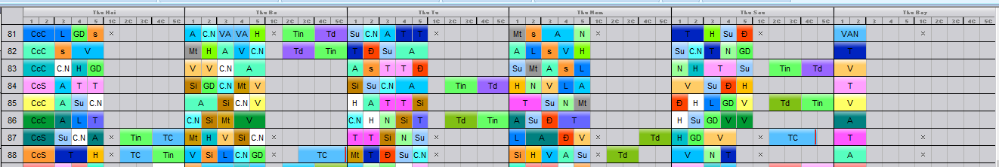 Thu Hai Thu Ba Thu Tu Thu Nam Thu Sau Thu Bay
1 2 3 4 5 1C 2C 3C 4C 5C 1 2 3 4 5 1C 2C 3C 4C 5C 1 2 3 4 5 1C 2C 3C 4C 5C 1 2 3 4 5 1C 2C 3C 4C 5C 1 2 3 4 5 1C 2C 3C 4C 5C 1 2 3 4 5 1C 2C 3C 4C 5C
81 CcC L GD s × A C.N VA VA H × Tin Td Su C.N A T T Mt s A N × T H Su Đ × VAN ×
82 CcC s V Mt H A V C.N Td Tin T Đ Su A A L s V H Su C.N T N GD T
83 CcC C.N H GD V V C.N A A s T T Đ Su Mt A s L N H T Su Tin Td V
84 CcS A T T Si GD C.N Mt V Si Su C.N A Tin Td H N V L A V Su Đ H T
85 CcC A Su C.N A Si C.N V H A T T Si T Su N Mt Đ H L GD V Td Tin V
86 CcC A L T C.N Si Mt V C.N H N Si T Td Tin A Su Đ T H Su GD V V A
87 CcS Su C.N A × Tin TC Mt H V Si C.N × T T Si N Su L A Đ V × Td H GD V × TC T ×
88 CcS T H × TC Tin V Si L C.N GD × TC Mt T Đ Su C.N Si H V A Su Td V N T × A ×